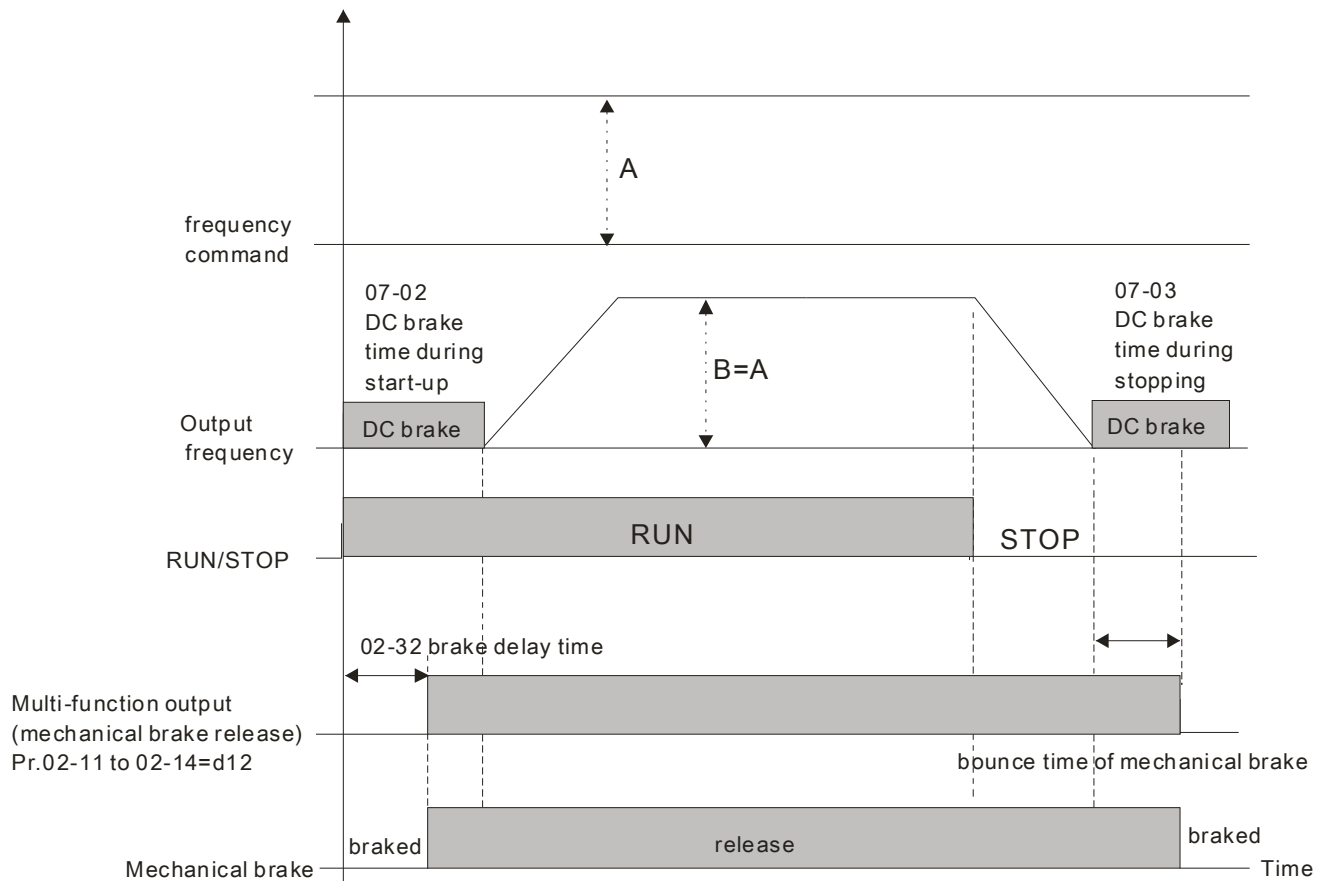 A
frequency
command
07-02
DC brake
time during
start-up
07-03
DC brake
time during
stopping
B=A
Output
frequency
DC brake
DC brake
RUN
STOP
RUN/STOP
02-32 brake delay time
Multi-function output
(mechanical brake release)
Pr.02-11 to 02-14=d12
bounce time of mechanical brake
braked
release
braked
Mechanical brake
Time